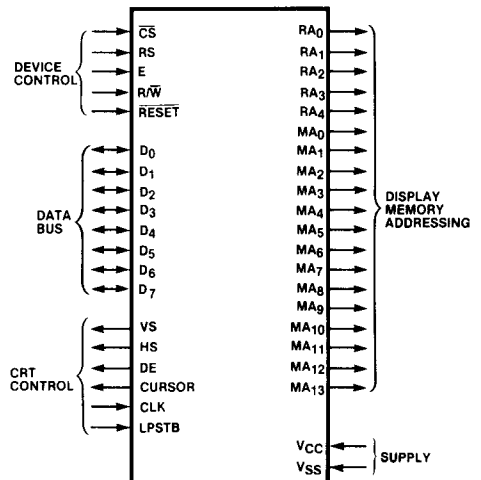 DEVICE
CONTROL
C̅S̅
RS
E
R/W̅
R̅E̅S̅E̅T̅
DATA
BUS
D0
D1
D2
D3
D4
D5
D6
D7
CRT
CONTROL
VS
HS
DE
CURSOR
CLK
LPSTB
RA0
RA1
RA2
RA3
RA4
MA0
MA1
MA2
MA3
MA4
MA5
MA6
MA7
MA8
MA9
MA10
MA11
MA12
MA13
DISPLAY
MEMORY
ADDRESSING
VCC
VSS
SUPPLY